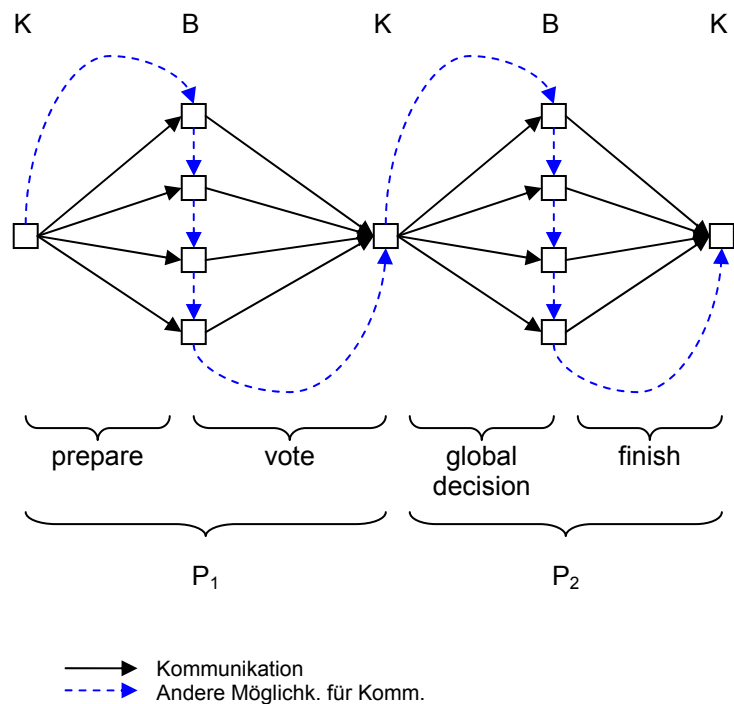 K B K B K
prepare vote global decision finish
P₁ P₂
Kommunikation
Andere Möglichk. für Komm.